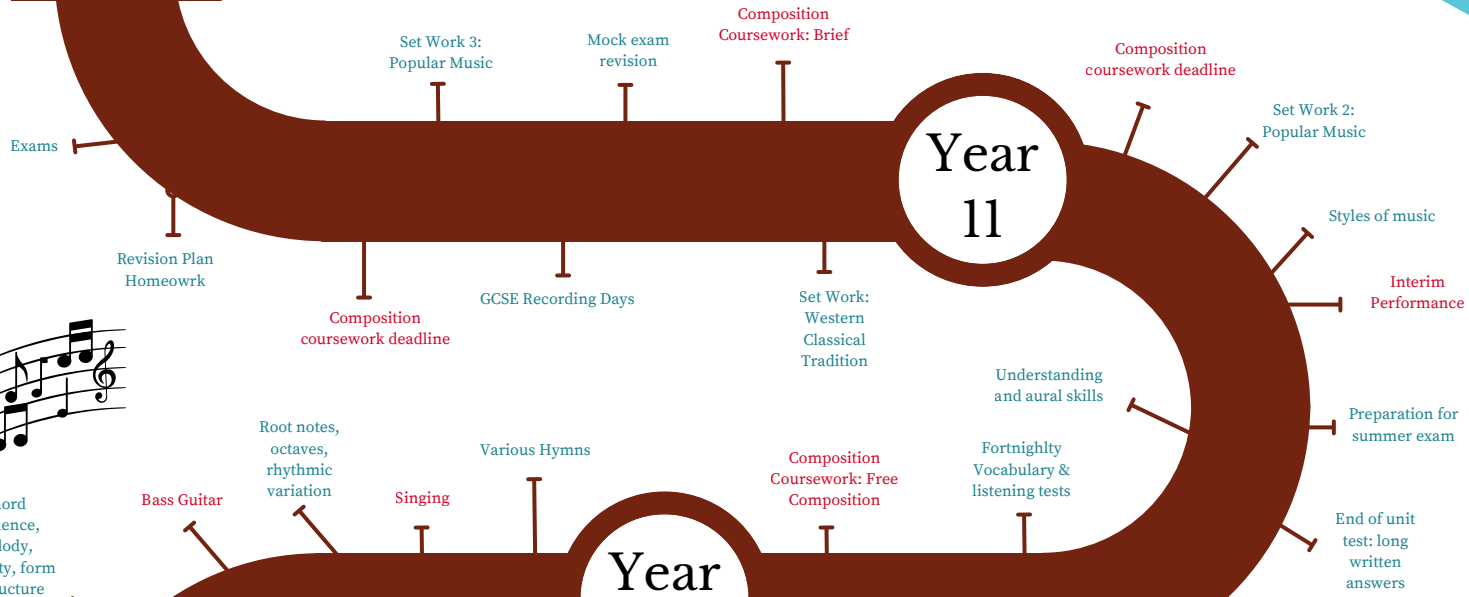 Composition
Coursework: Brief
Set Work 3:
Popular Music
Mock exam
revision
Composition
coursework deadline
Set Work 2:
Popular Music
Exams
Year
11
Styles of music
Revision Plan
Homeowrk
GCSE Recording Days
Set Work:
Western
Classical
Tradition
Interim
Performance
Composition
coursework deadline
Understanding
and aural skills
Preparation for
summer exam
Root notes,
octaves,
rhythmic
variation
Various Hymns
Composition
Coursework: Free
Composition
Fortnighlty
Vocabulary &
listening tests
Bass Guitar
Singing
End of unit
test: long
written
answers
form
Year